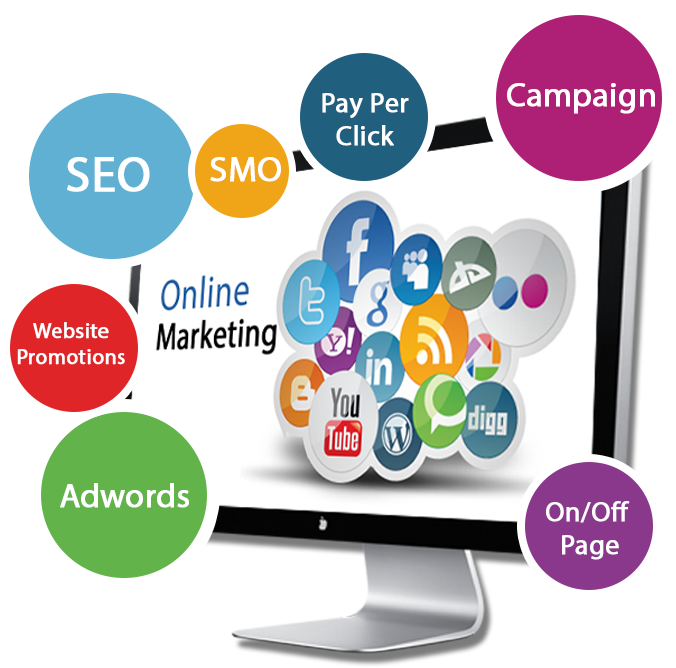 Campaign
Pay Per
Click
SEO
SMO
Online
Marketing
f
t
g
Y!
in
You
Tube
W
digg
B
Website
Promotions
Adwords
On/Off
Page